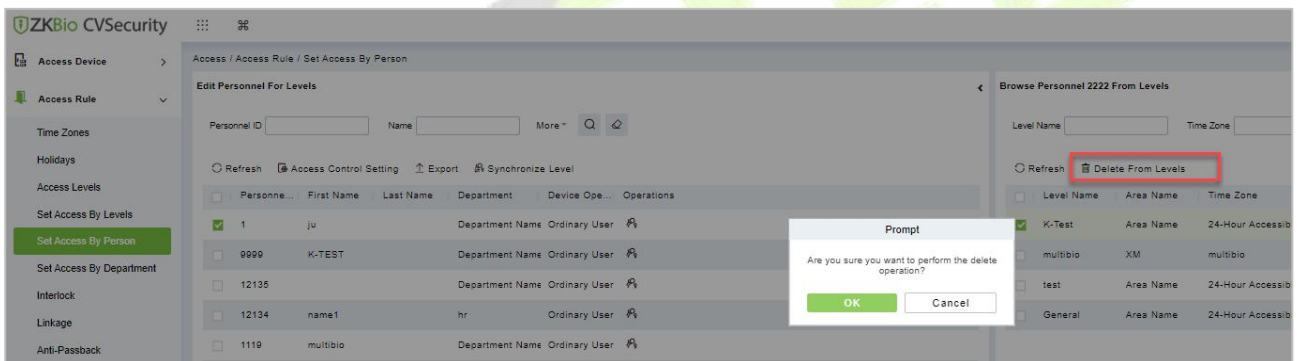 ZKBio CVSecurity
Access Device
Access Rule
Time Zones
Holidays
Access Levels
Set Access By Levels
Set Access By Person
Set Access By Department
Interlock
Linkage
Anti-Passback
Access / Access Rule / Set Access By Person
Edit Personnel For Levels
Personnel ID Name More
Refresh Access Control Setting Export Synchronize Level
Personne... First Name Last Name Department Device Ope... Operations
1 ju Department Name Ordinary User
9999 K-TEST Department Name Ordinary User
12135 Department Name Ordinary User
12134 name1 hr Ordinary User
1119 multibio Department Name Ordinary User
Prompt
Are you sure you want to perform the delete
operation?
OK Cancel
Browse Personnel 2222 From Levels
Level Name Time Zone
Refresh Delete From Levels
Level Name Area Name Time Zone
K-Test Area Name 24-Hour Accessib
multibio XM multibio
test Area Name 24-Hour Accessib
General Area Name 24-Hour Accessib